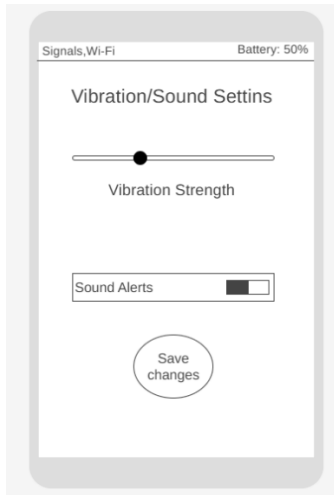 Signals,Wi-Fi Battery: 50%
Vibration/Sound Settins
Vibration Strength
Sound Alerts
Save
changes